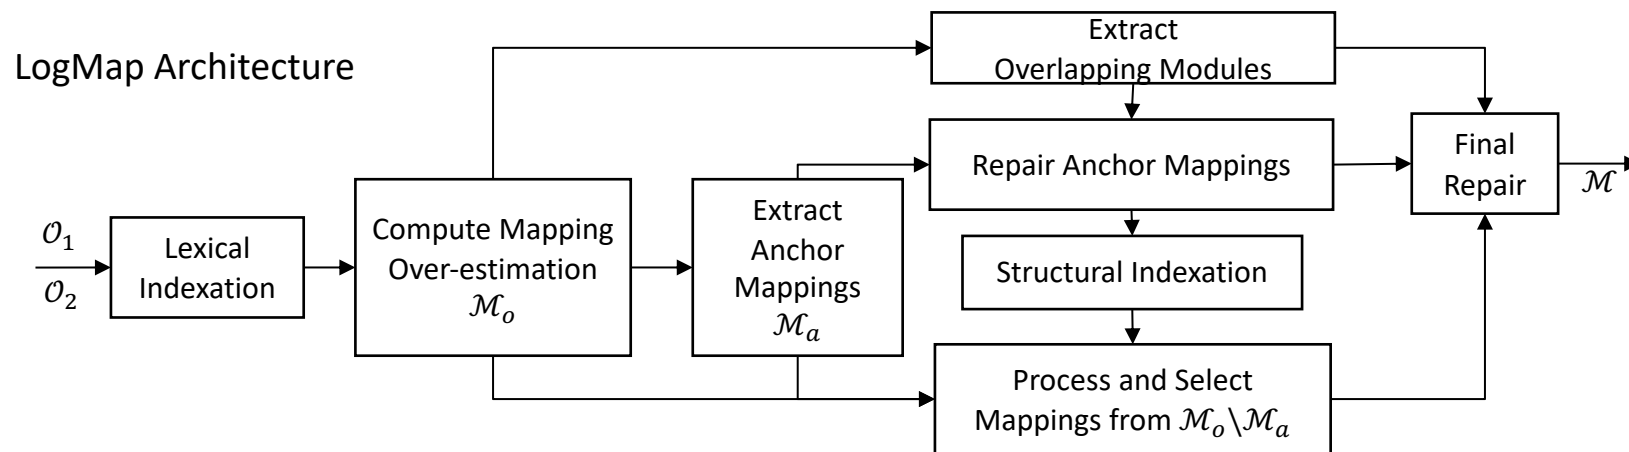 LogMap Architecture
𝒪₁
𝒪₂
Lexical
Indexation
Compute Mapping
Over-estimation
ℳₒ
Extract
Anchor
Mappings
ℳₐ
Extract
Overlapping Modules
Repair Anchor Mappings
Structural Indexation
Process and Select
Mappings from ℳₒ\ℳₐ
Final
Repair
ℳ